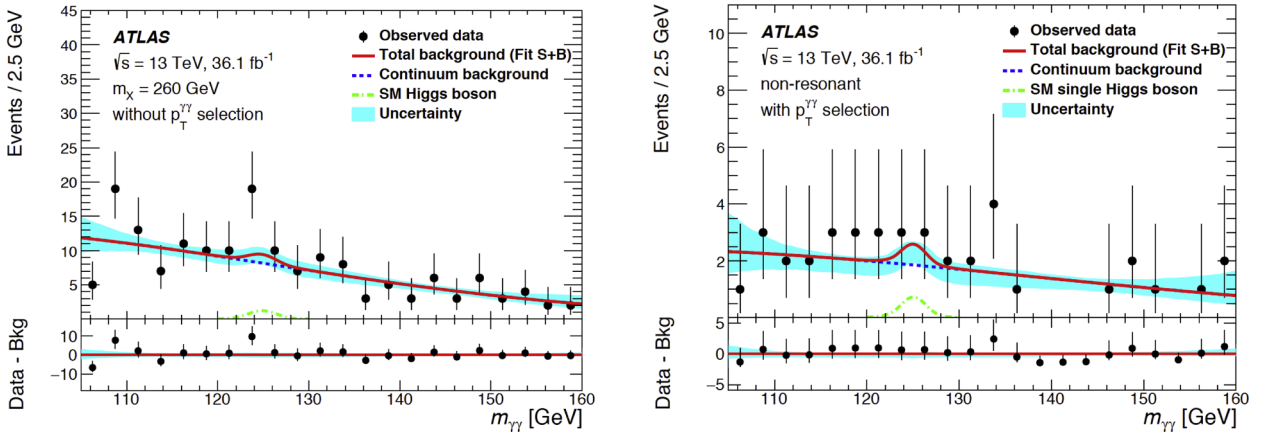 ATLAS
√s = 13 TeV, 36.1 fb⁻¹
m_X = 260 GeV
without p_T^γγ selection
Observed data
Total background (Fit S+B)
Continuum background
SM Higgs boson
Uncertainty
Events / 2.5 GeV
45
40
35
30
25
20
15
10
5
Data - Bkg
10
0
−10
110 120 130 140 150 160
m_γγ [GeV]
ATLAS
√s = 13 TeV, 36.1 fb⁻¹
non-resonant
with p_T^γγ selection
Observed data
Total background (Fit S+B)
Continuum background
SM single Higgs boson
Uncertainty
Events / 2.5 GeV
10
8
6
4
2
Data - Bkg
5
0
−5
110 120 130 140 150 160
m_γγ [GeV]